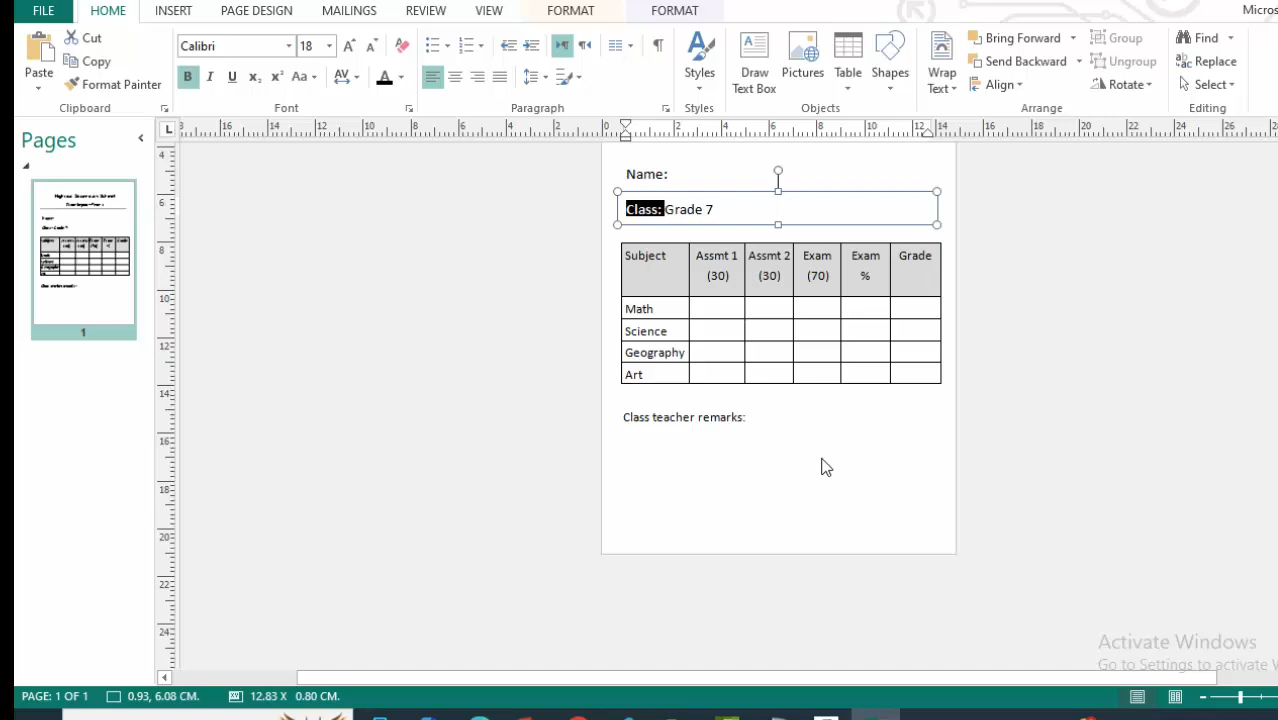 FILE HOME INSERT PAGE DESIGN MAILINGS REVIEW VIEW FORMAT FORMAT Micros
Paste Cut Copy Format Painter Clipboard
Calibri 18 Font
Paragraph
Styles Styles
Draw Text Box Pictures Table Shapes Objects
Wrap Text Bring Forward Send Backward Align Group Ungroup Rotate Arrange
Find Replace Select Editing
Pages
1
Name:
Class: Grade 7
Subject Assmt 1 (30) Assmt 2 (30) Exam (70) Exam % Grade
Math
Science
Geography
Art
Class teacher remarks:
Activate Windows
Go to Settings to activate W
PAGE: 1 OF 1 0.93, 6.08 CM. 12.83 X 0.80 CM.